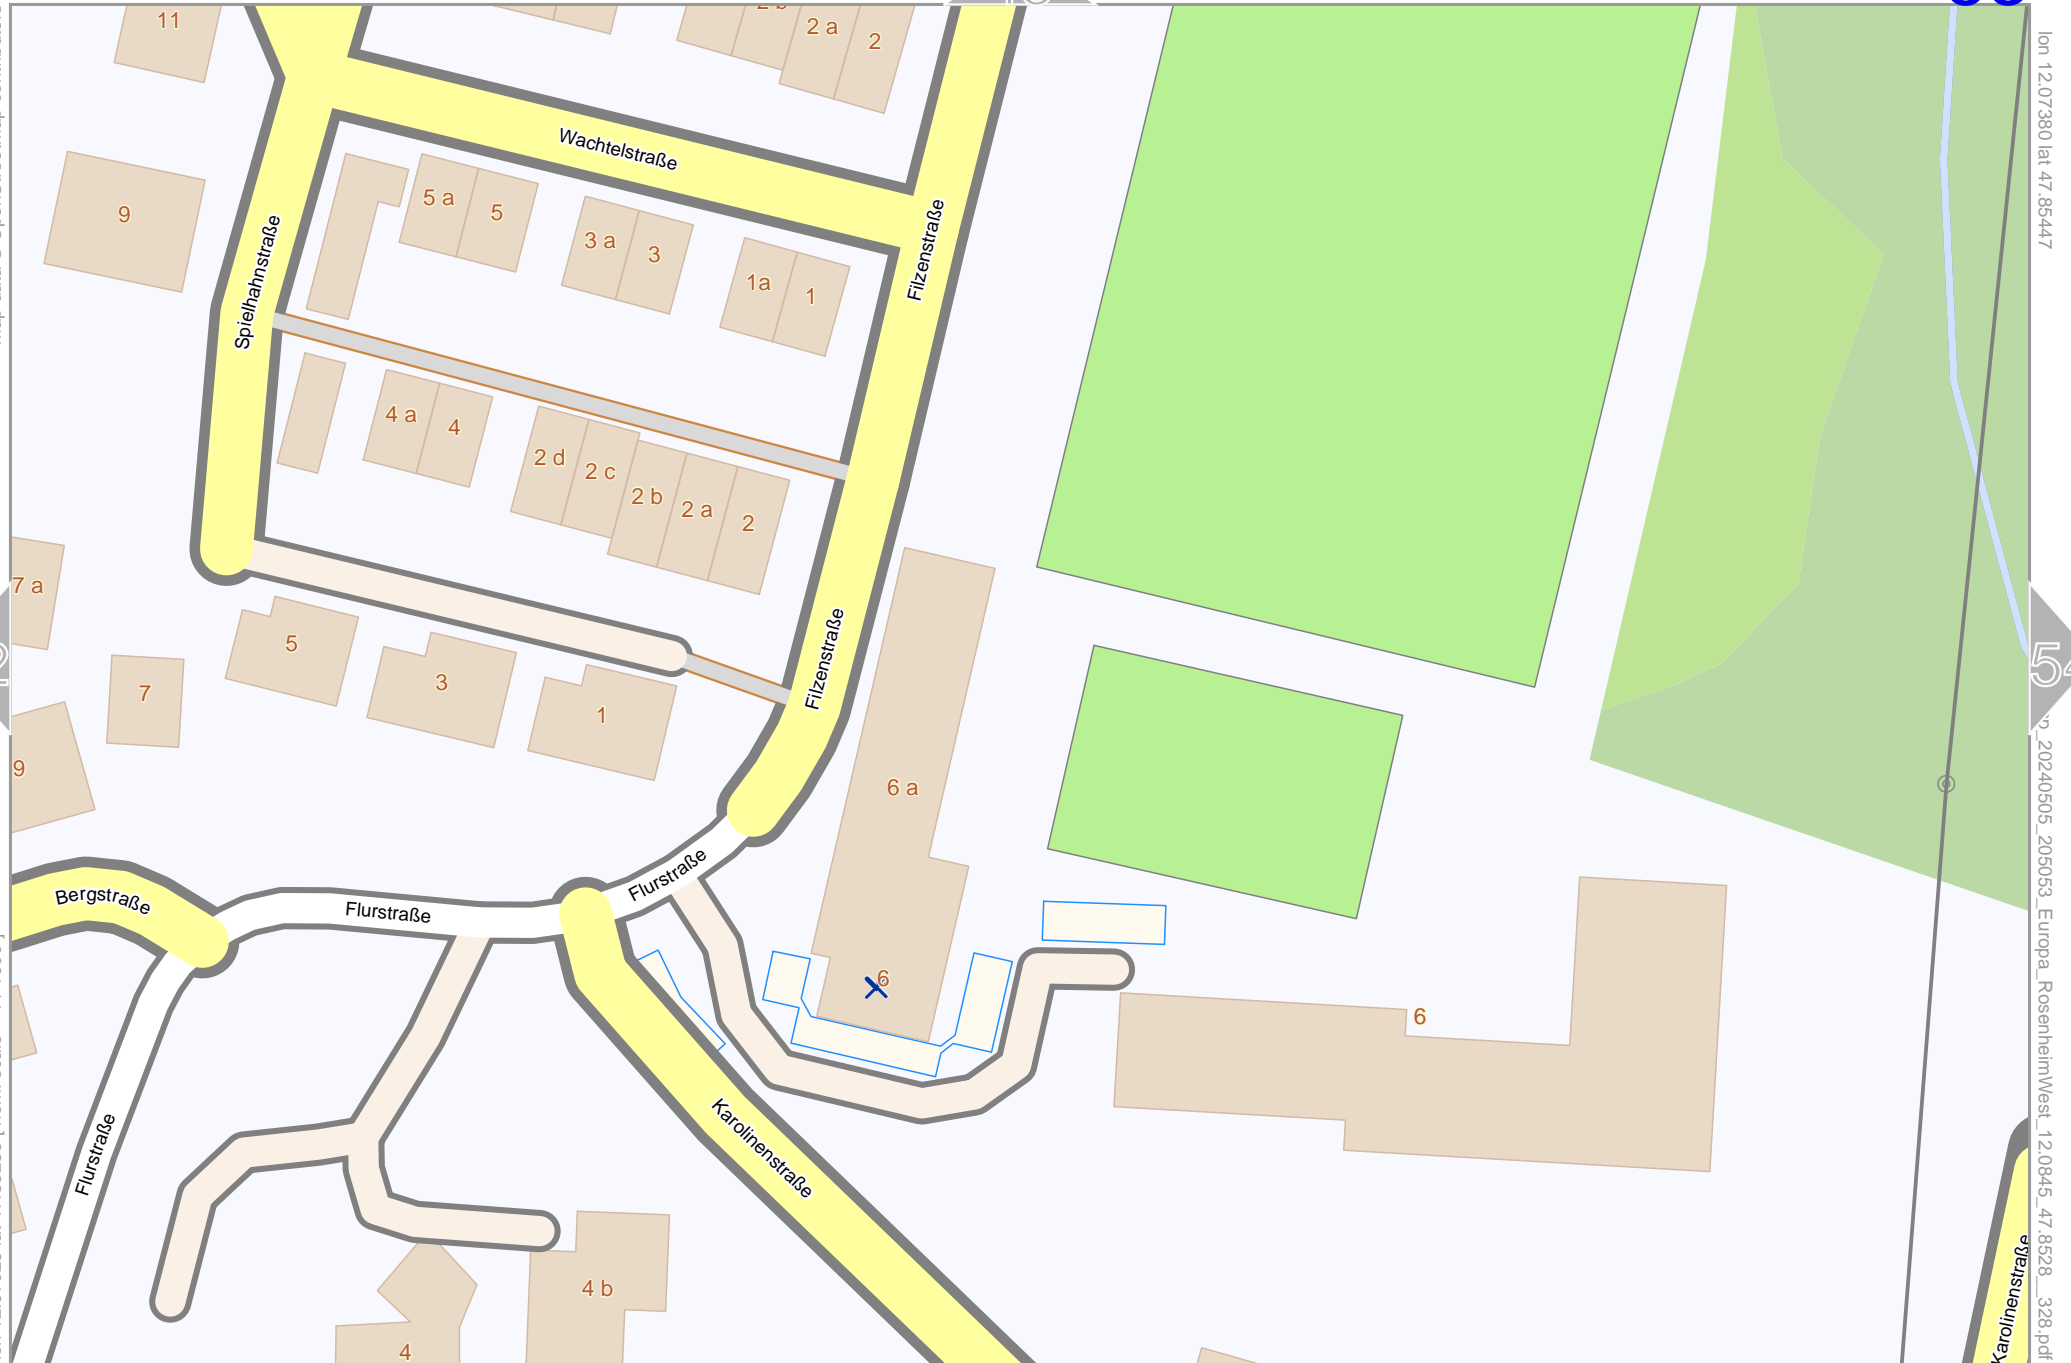 11
2 a
2
Wachtelstraße
lon 12.07380 lat 47.85447
9
5 a
5
3 a
3
1a
1
Spielhahnstraße
Filzenstraße
4 a
4
2 d
2 c
2 b
2 a
2
7 a
5
3
1
7
Filzenstraße
9
6 a
Bergstraße
Flurstraße
Flurstraße
6
6
Karolinenstraße
Flurstraße
4 b
4
Karolinenstraße
_20240505_205053_Europa_RosenheimWest_12.0845_47.8528__328.pdf